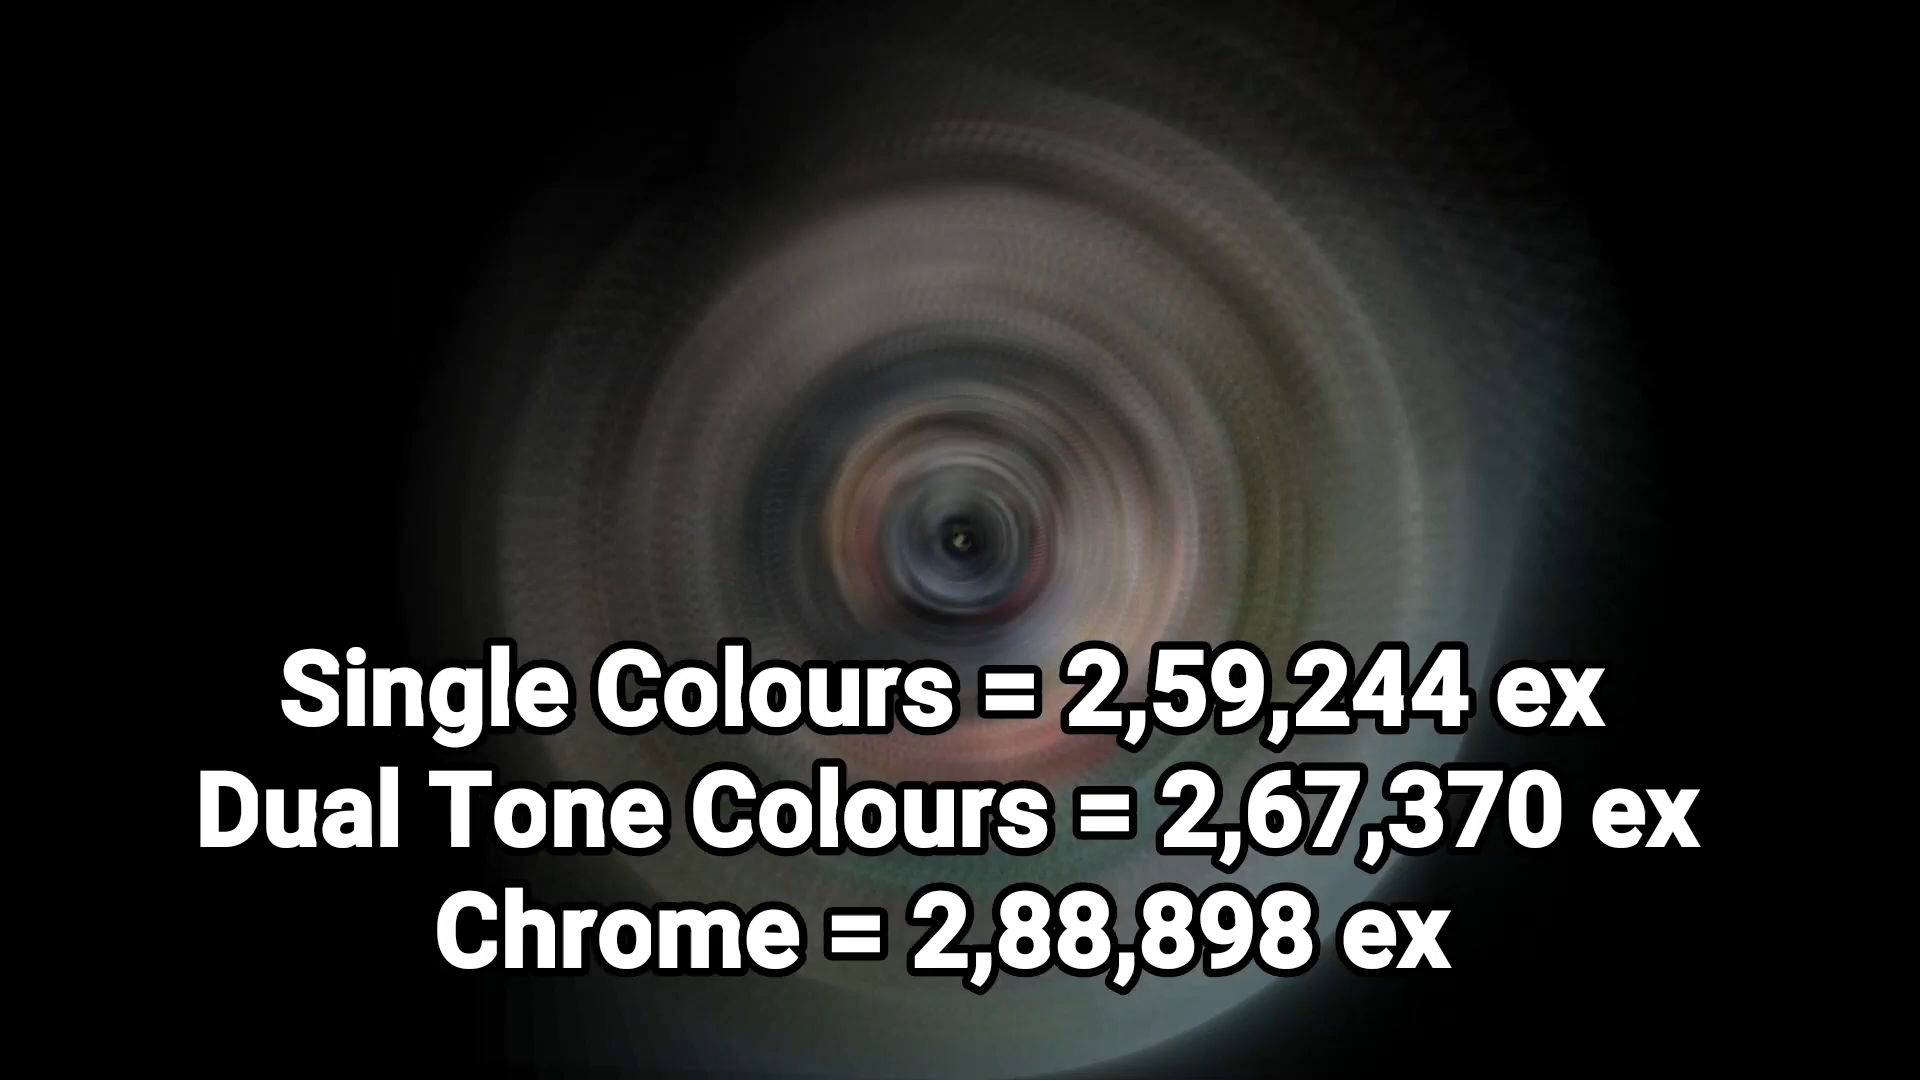 Single Colours = 2,59,244 ex
Dual Tone Colours = 2,67,370 ex
Chrome = 2,88,898 ex